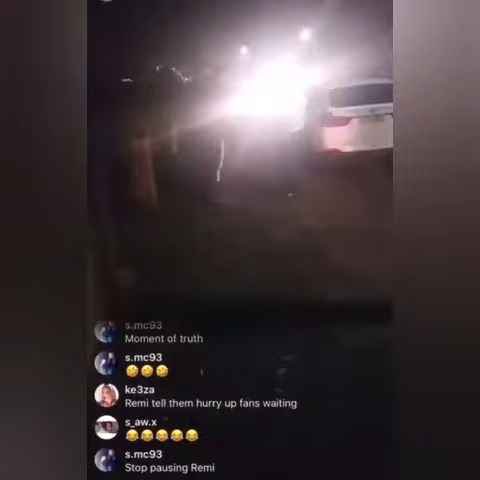 s.mc93
Moment of truth
s.mc93
🤣🤣🤣
ke3za
Remi tell them hurry up fans waiting
s_aw.x
😂😂😂😂😂
s.mc93
Stop pausing Remi